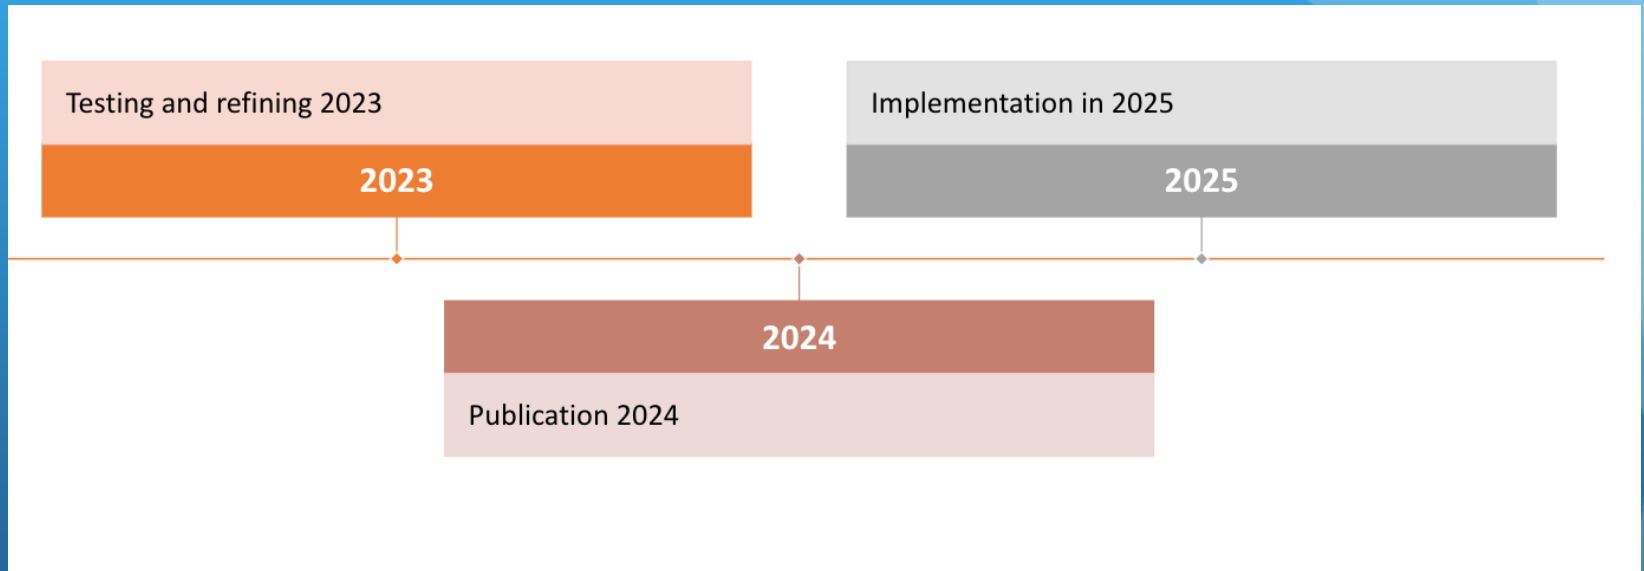 Testing and refining 2023
2023
2024
Publication 2024
Implementation in 2025
2025